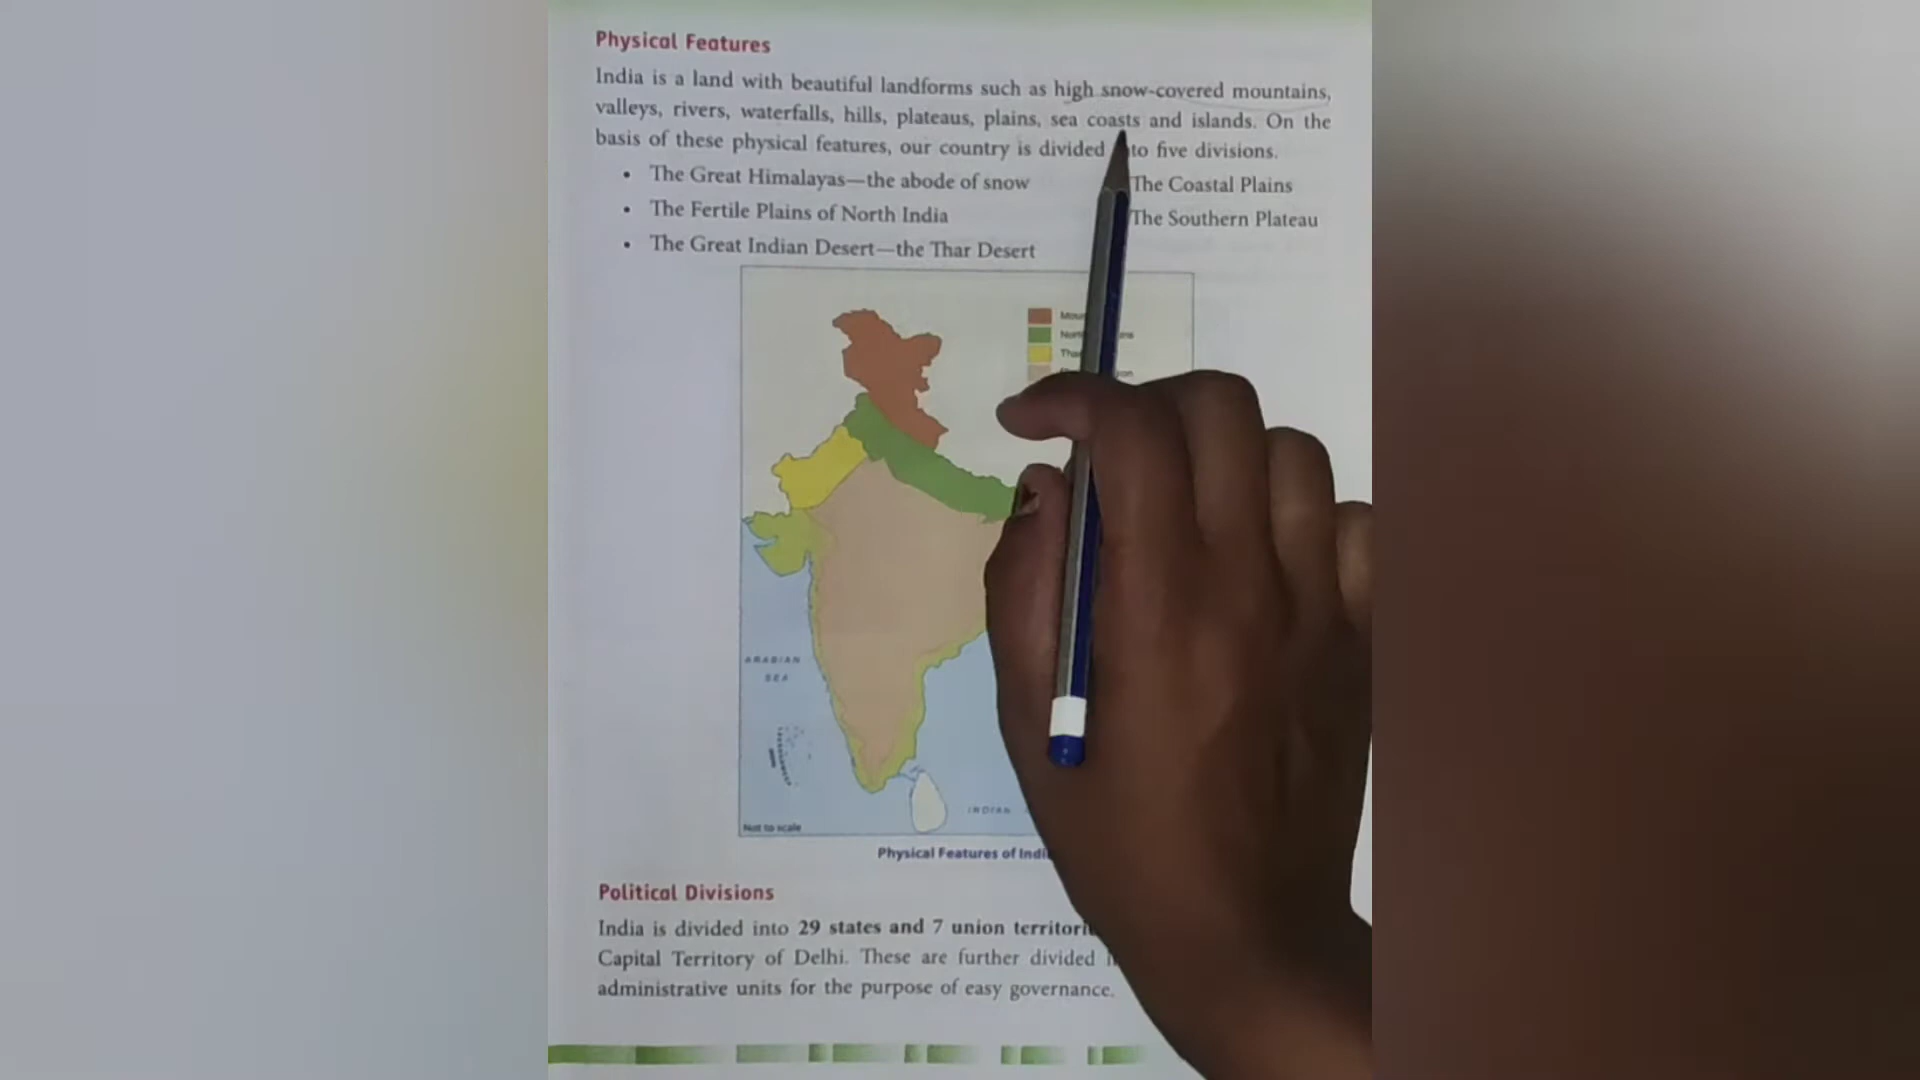 Physical Features
India is a land with beautiful landforms such as high snow-covered mountains,
valleys, rivers, waterfalls, hills, plateaus, plains, sea coasts and islands. On the
basis of these physical features, our country is divided to five divisions.
• The Great Himalayas—the abode of snow
The Coastal Plains
• The Fertile Plains of North India
The Southern Plateau
• The Great Indian Desert—the Thar Desert
ARABIAN
SEA
INDIAN
Not to scale
Physical Features of
Political Divisions
India is divided into 29 states and 7 union
Capital Territory of Delhi. These are further divided
administrative units for the purpose of easy governance.